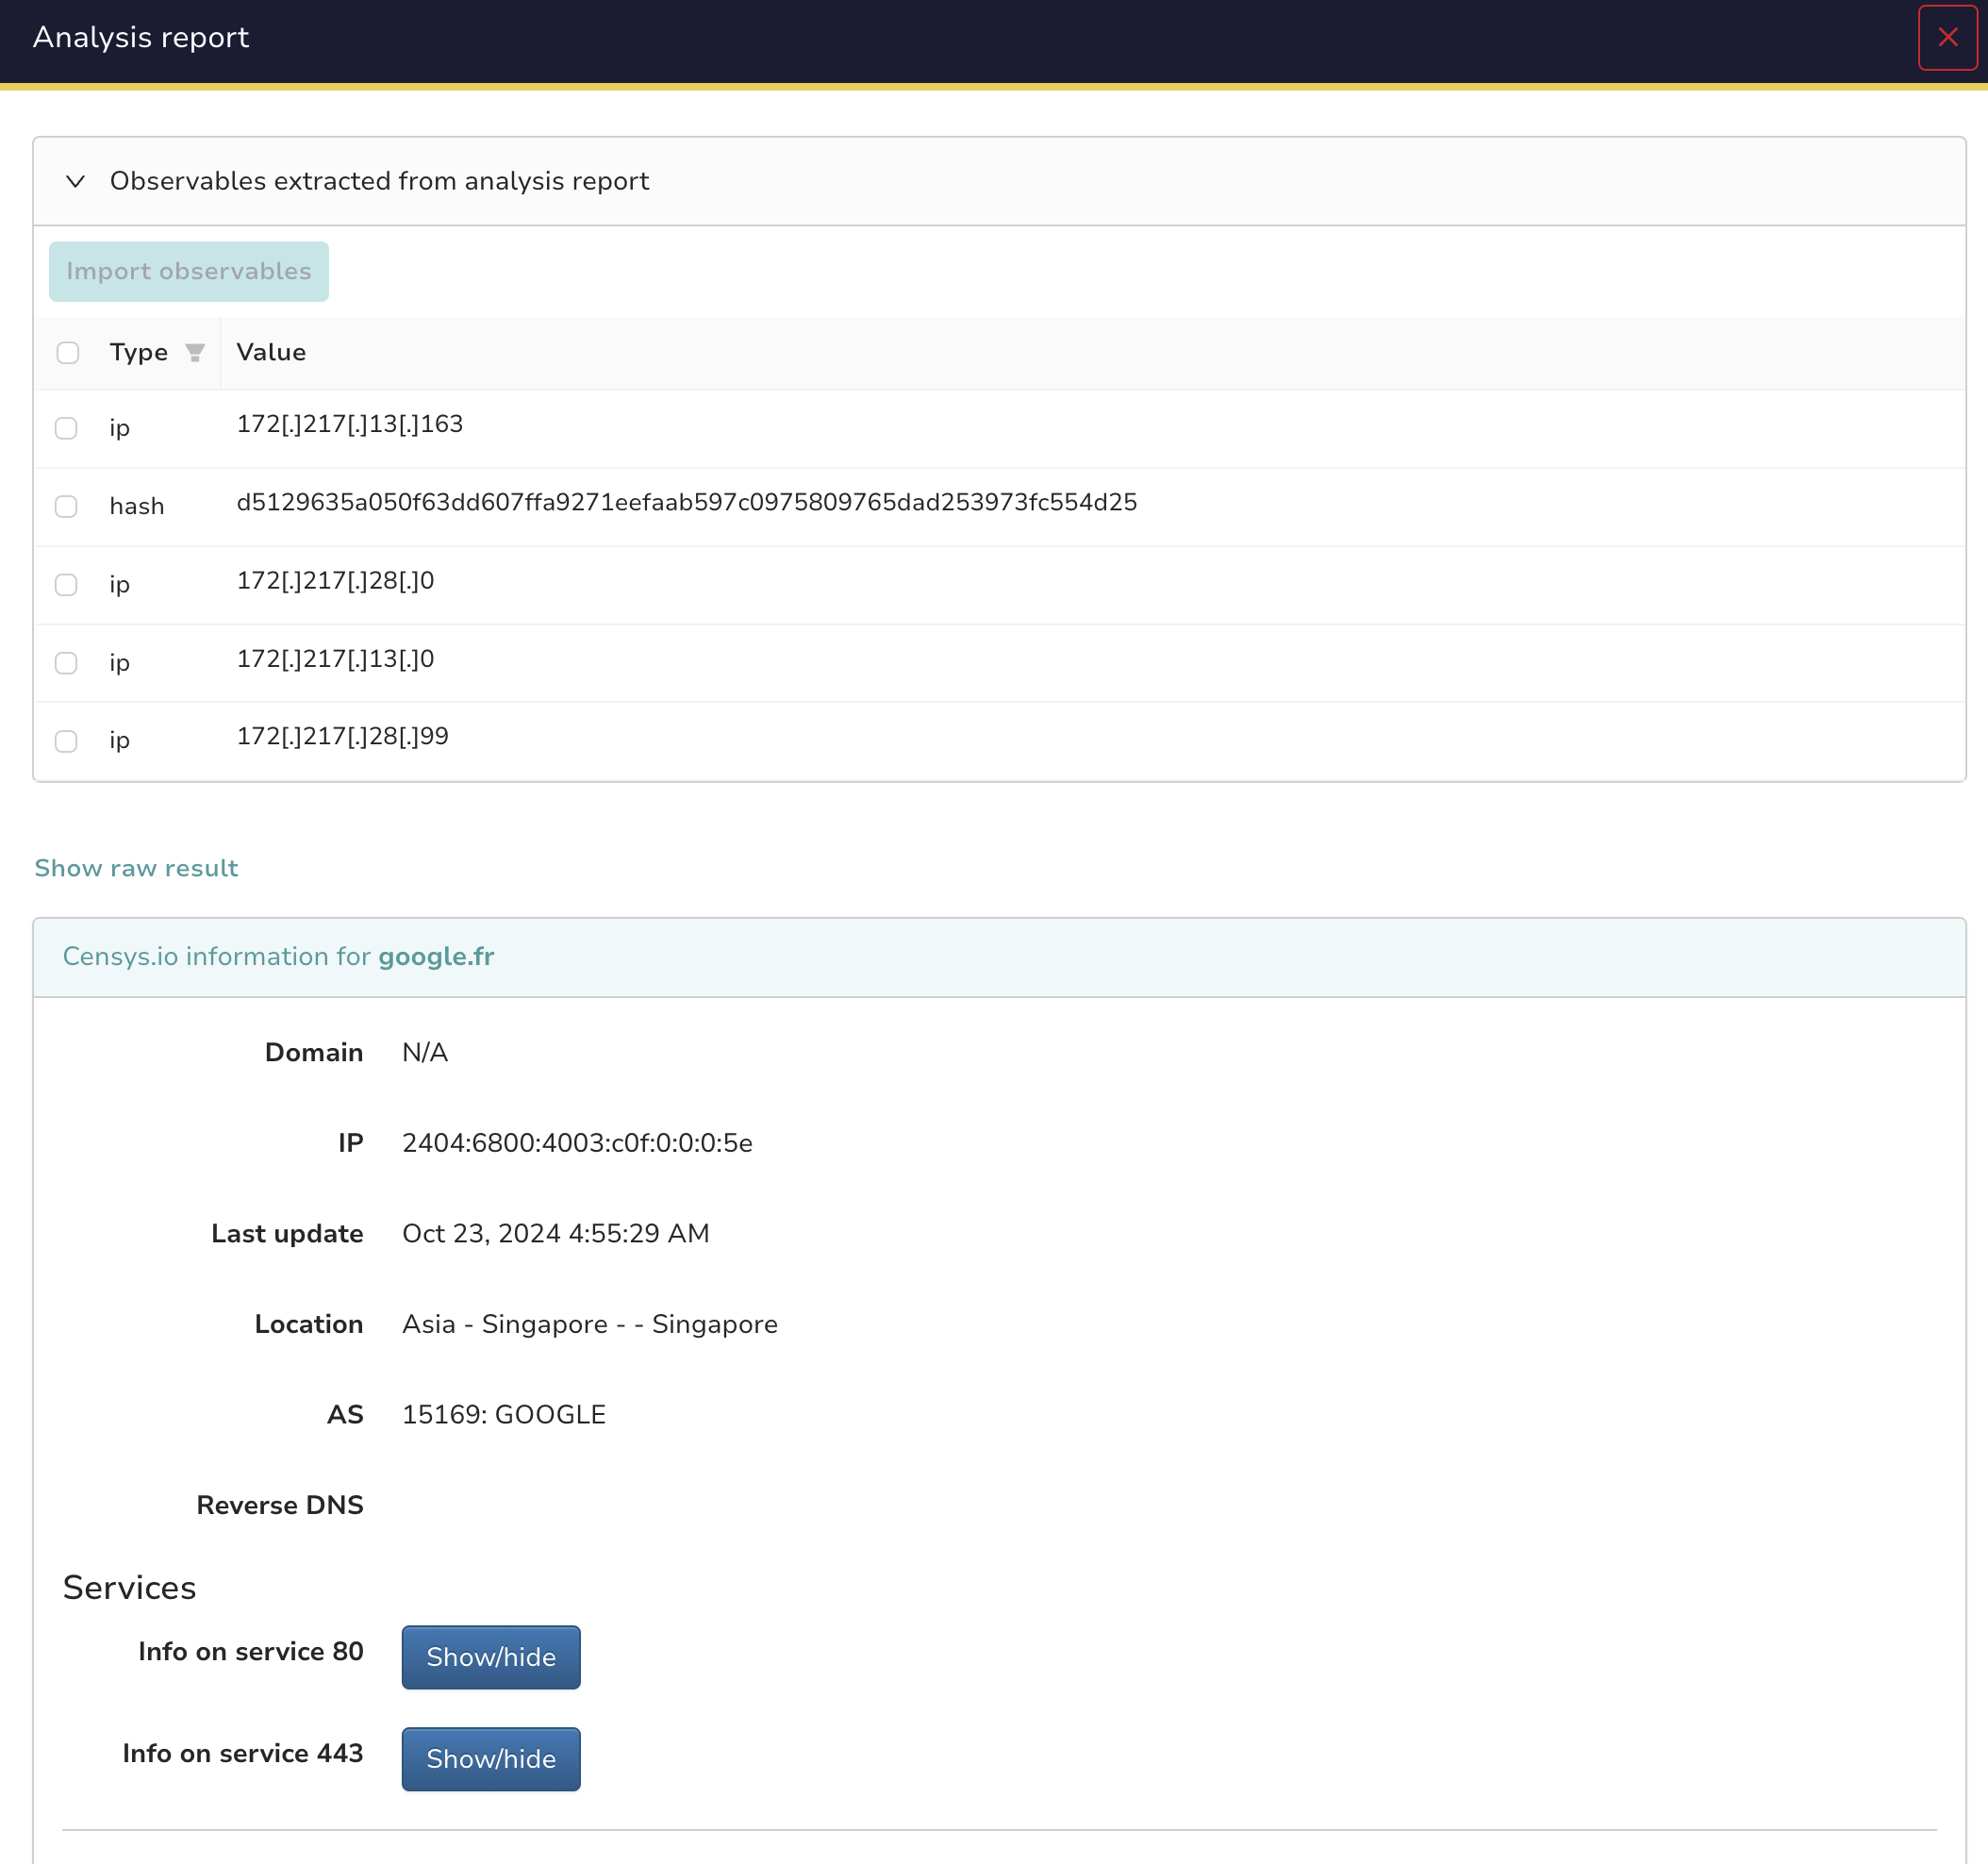 Analysis report
Observables extracted from analysis report
Import observables
Type Value
ip 172[.]217[.]13[.]163
hash d5129635a050f63dd607ffa9271eefaab597c0975809765dad253973fc554d25
ip 172[.]217[.]28[.]0
ip 172[.]217[.]13[.]0
ip 172[.]217[.]28[.]99
Show raw result
Censys.io information for google.fr
Domain N/A
IP 2404:6800:4003:c0f:0:0:0:5e
Last update Oct 23, 2024 4:55:29 AM
Location Asia - Singapore - - Singapore
AS 15169: GOOGLE
Reverse DNS
Services
Info on service 80 Show/hide
Info on service 443 Show/hide